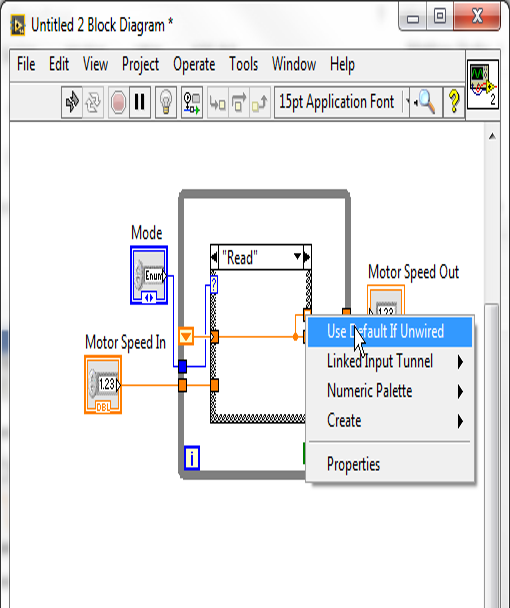 Untitled 2 Block Diagram *
File Edit View Project Operate Tools Window Help
15pt Application Font
?
2
Mode
"Read"
Enum
?
Motor Speed Out
1.23
Motor Speed In
1.23
DBL
Use Default If Unwired
Linked Input Tunnel
Numeric Palette
Create
i
Properties